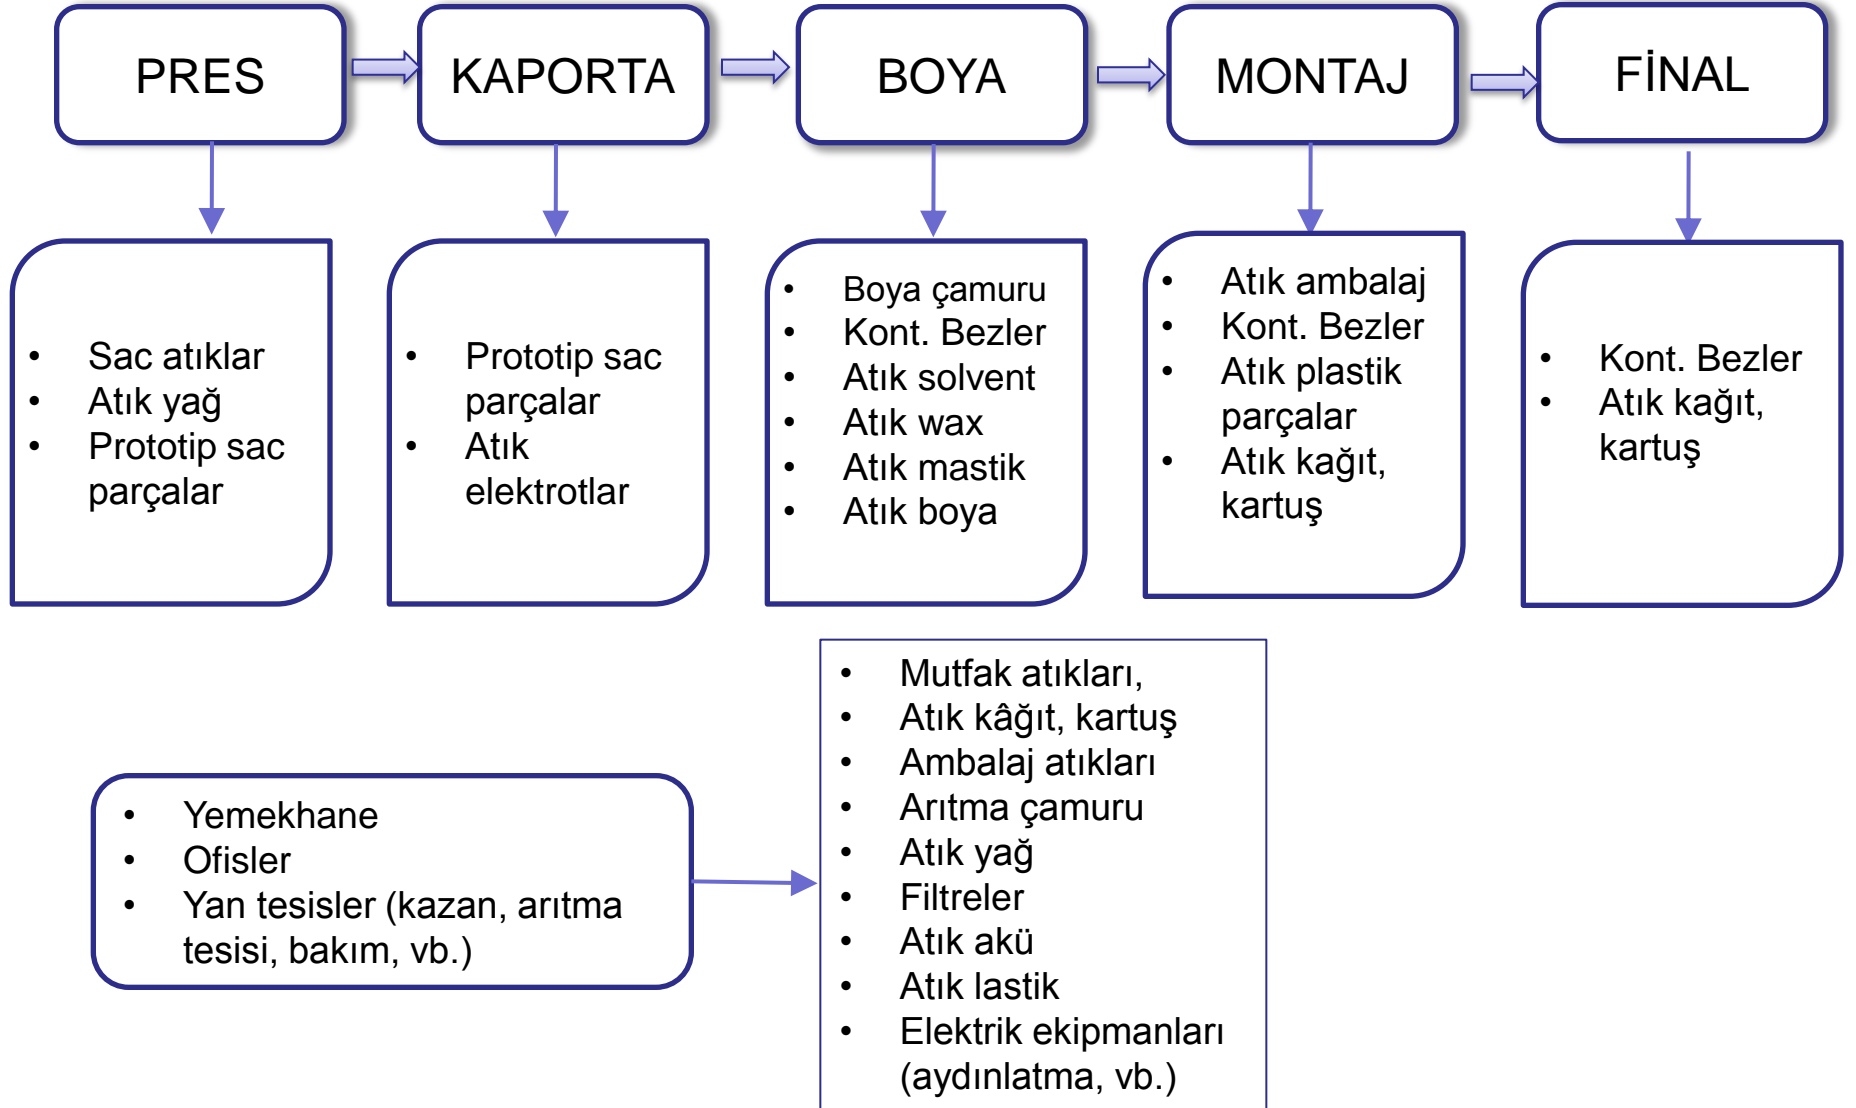 PRES
KAPORTA
BOYA
MONTAJ
FİNAL
• Sac atıklar
• Atık yağ
• Prototip sac
parçalar
• Prototip sac
parçalar
• Atık
elektrotlar
• Boya çamuru
• Kont. Bezler
• Atık solvent
• Atık wax
• Atık mastik
• Atık boya
• Atık ambalaj
• Kont. Bezler
• Atık plastik
parçalar
• Atık kağıt,
kartuş
• Kont. Bezler
• Atık kağıt,
kartuş
• Yemekhane
• Ofisler
• Yan tesisler (kazan, arıtma
tesisi, bakım, vb.)
• Mutfak atıkları,
• Atık kâğıt, kartuş
• Ambalaj atıkları
• Arıtma çamuru
• Atık yağ
• Filtreler
• Atık akü
• Atık lastik
• Elektrik ekipmanları
(aydınlatma, vb.)